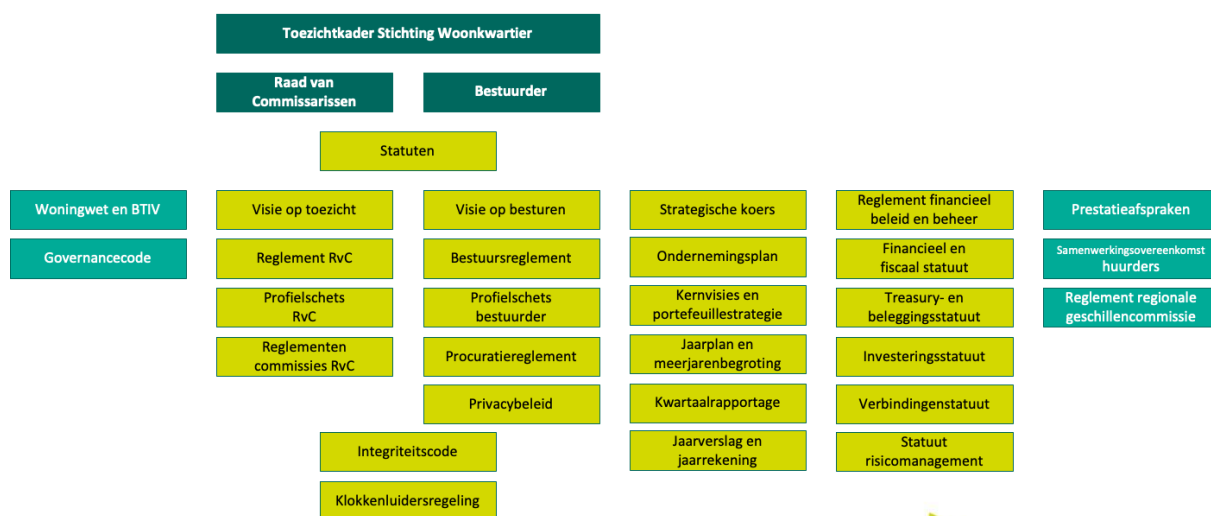 Toezichtkader Stichting Woonkwartier
Raad van
Commissarissen
Bestuurder
Statuten
Woningwet en BTIV
Governancecode
Visie op toezicht
Reglement RvC
Profielschets
RvC
Reglementen
commissies RvC
Visie op besturen
Bestuursreglement
Profielschets
bestuurder
Procuratiereglement
Privacybeleid
Integriteitscode
Klokkenluidersregeling
Strategische koers
Ondernemingsplan
Kernvisies en
portefeuillestrategie
Jaarplan en
meerjarenbegroting
Kwartaalrapportage
Jaarverslag en
jaarrekening
Reglement financieel
beleid en beheer
Financieel en
fiscaal statuut
Treasury- en
beleggingsstatuut
Investeringsstatuut
Verbindingenstatuut
Statuut
risicomanagement
Prestatieafspraken
Samenwerkingsovereenkomst
huurders
Reglement regionale
geschillencommissie